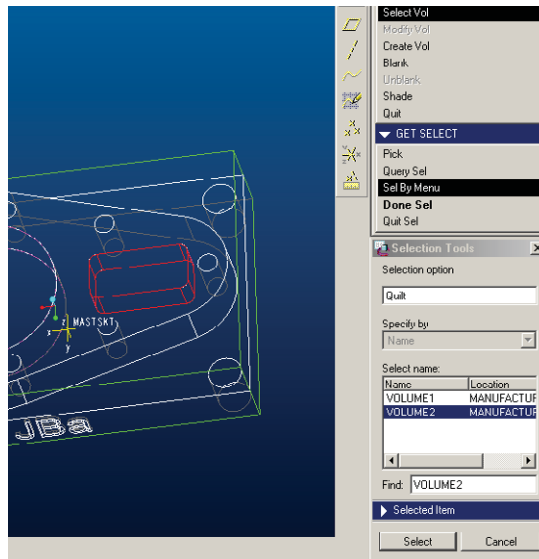 Select Vol
Modify Vol
Create Vol
Blank
Unblank
Shade
Quit
GET SELECT
Pick
Query Sel
Sel By Menu
Done Sel
Quit Sel
Selection Tools
Selection option
Quilt
Specify by
Name
Select name:
Name Location
VOLUME1 MANUFACTUR
VOLUME2 MANUFACTUR
Find: VOLUME2
Selected Item
Select Cancel
z
x MASTSKT
y
JBa